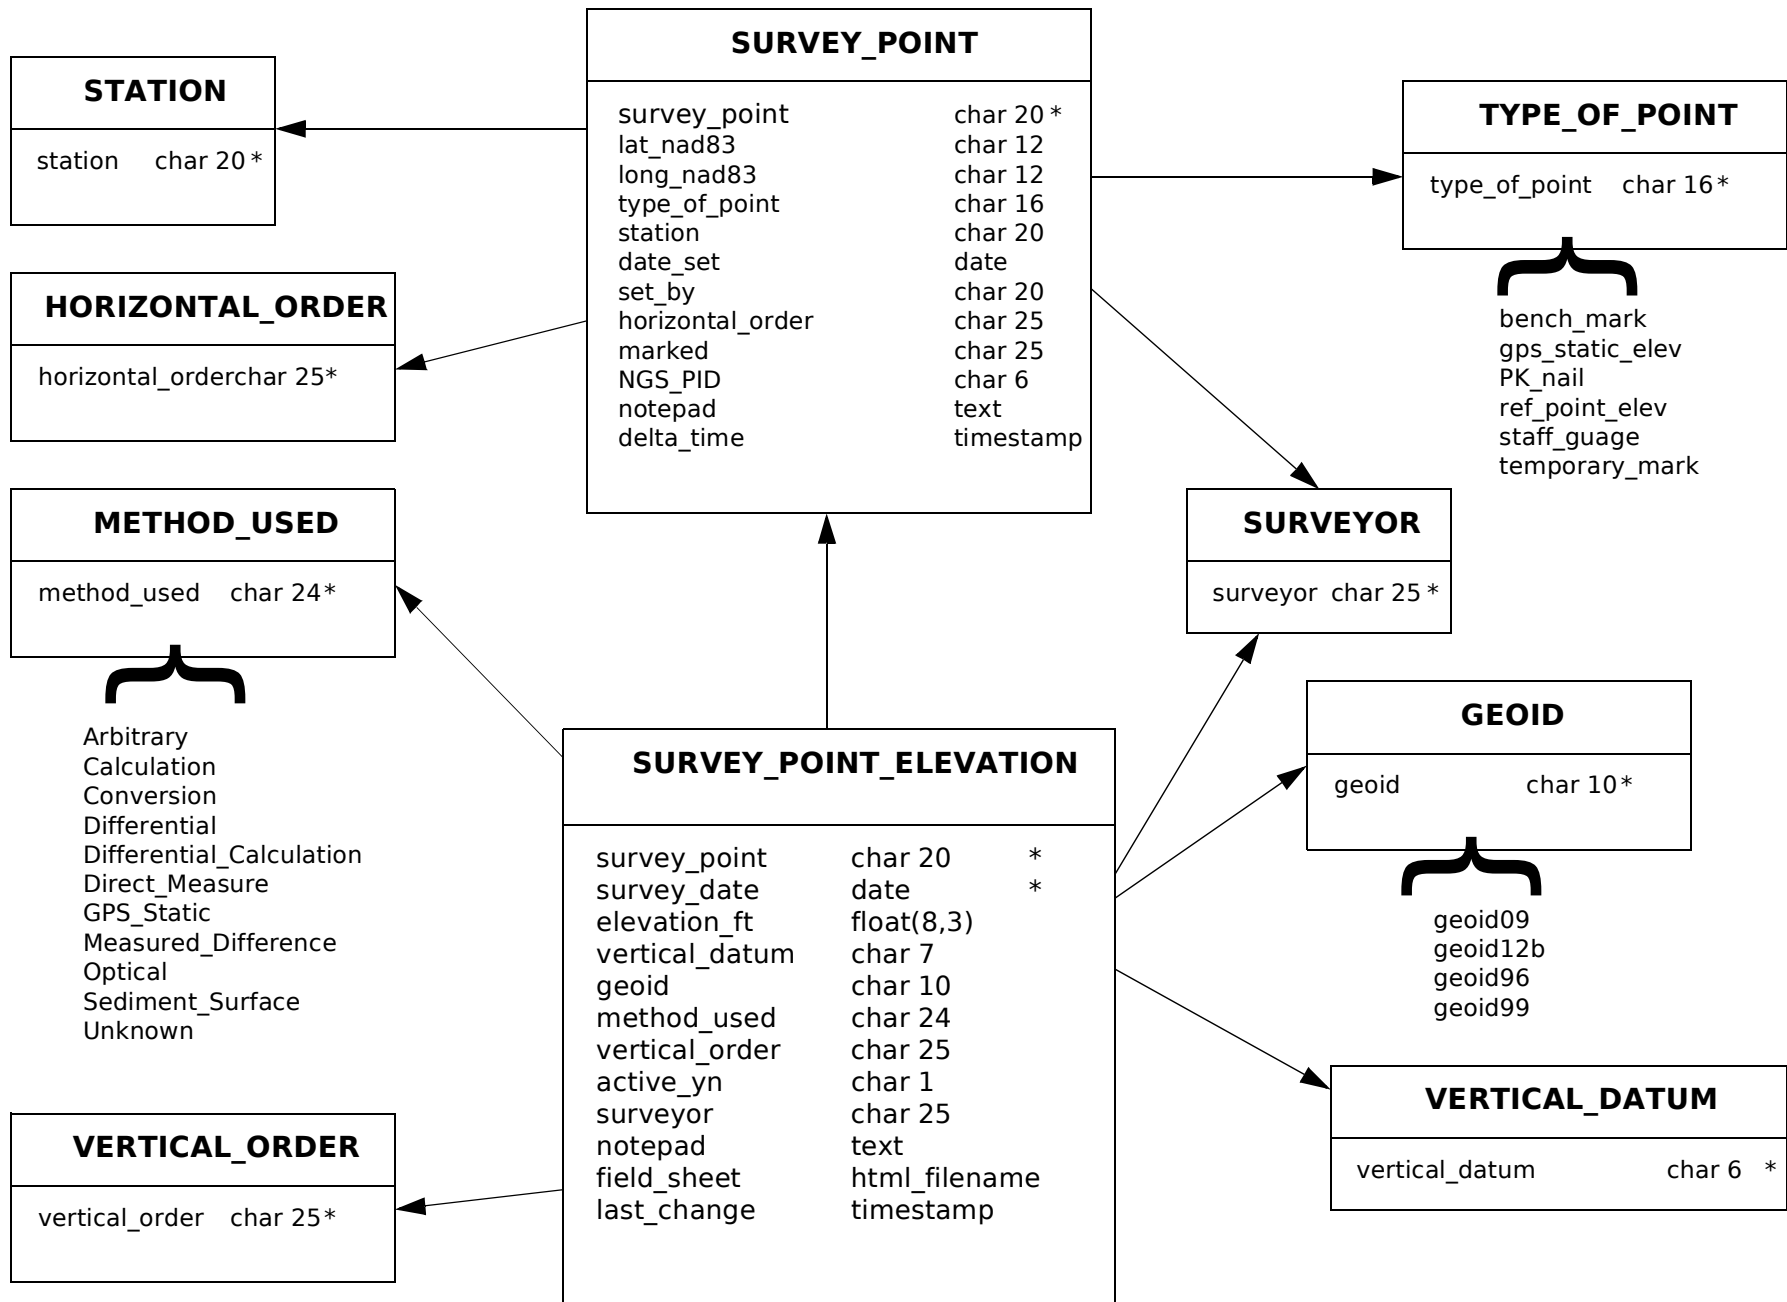 SURVEY_POINT
survey_point char 20 *
lat_nad83 char 12
long_nad83 char 12
type_of_point char 16
station char 20
date_set date
set_by char 20
horizontal_order char 25
marked char 25
NGS_PID char 6
notepad text
delta_time timestamp
STATION
station char 20 *
TYPE_OF_POINT
type_of_point char 16 *
bench_mark
gps_static_elev
PK_nail
ref_point_elev
staff_guage
temporary_mark
HORIZONTAL_ORDER
horizontal_orderchar 25*
METHOD_USED
method_used char 24 *
Arbitrary
Calculation
Conversion
Differential
Differential_Calculation
Direct_Measure
GPS_Static
Measured_Difference
Optical
Sediment_Surface
Unknown
SURVEYOR
surveyor char 25 *
GEOID
geoid char 10 *
geoid09
geoid12b
geoid96
geoid99
SURVEY_POINT_ELEVATION
survey_point char 20 *
survey_date date *
elevation_ft float(8,3)
vertical_datum char 7
geoid char 10
method_used char 24
vertical_order char 25
active_yn char 1
surveyor char 25
notepad text
field_sheet html_filename
last_change timestamp
VERTICAL_DATUM
vertical_datum char 6 *
VERTICAL_ORDER
vertical_order char 25 *